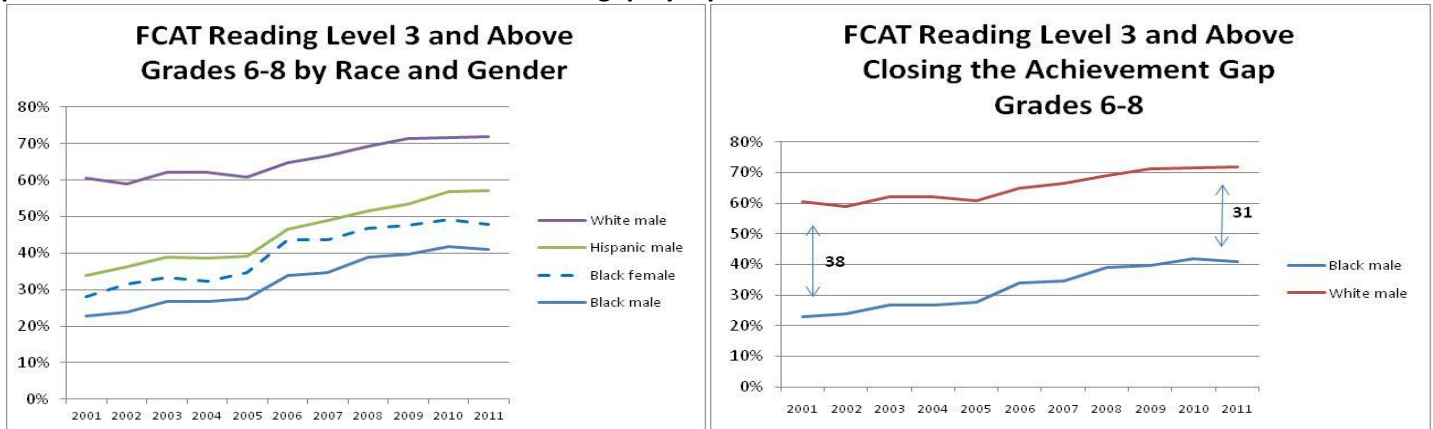 FCAT Reading Level 3 and Above
Grades 6-8 by Race and Gender
80%
70%
60%
50%
40%
30%
20%
10%
0%
2001 2002 2003 2004 2005 2006 2007 2008 2009 2010 2011
White male
Hispanic male
Black female
Black male
FCAT Reading Level 3 and Above
Closing the Achievement Gap
Grades 6-8
80%
70%
60%
50%
40%
30%
20%
10%
0%
38
31
2001 2002 2003 2004 2005 2006 2007 2008 2009 2010 2011
Black male
White male